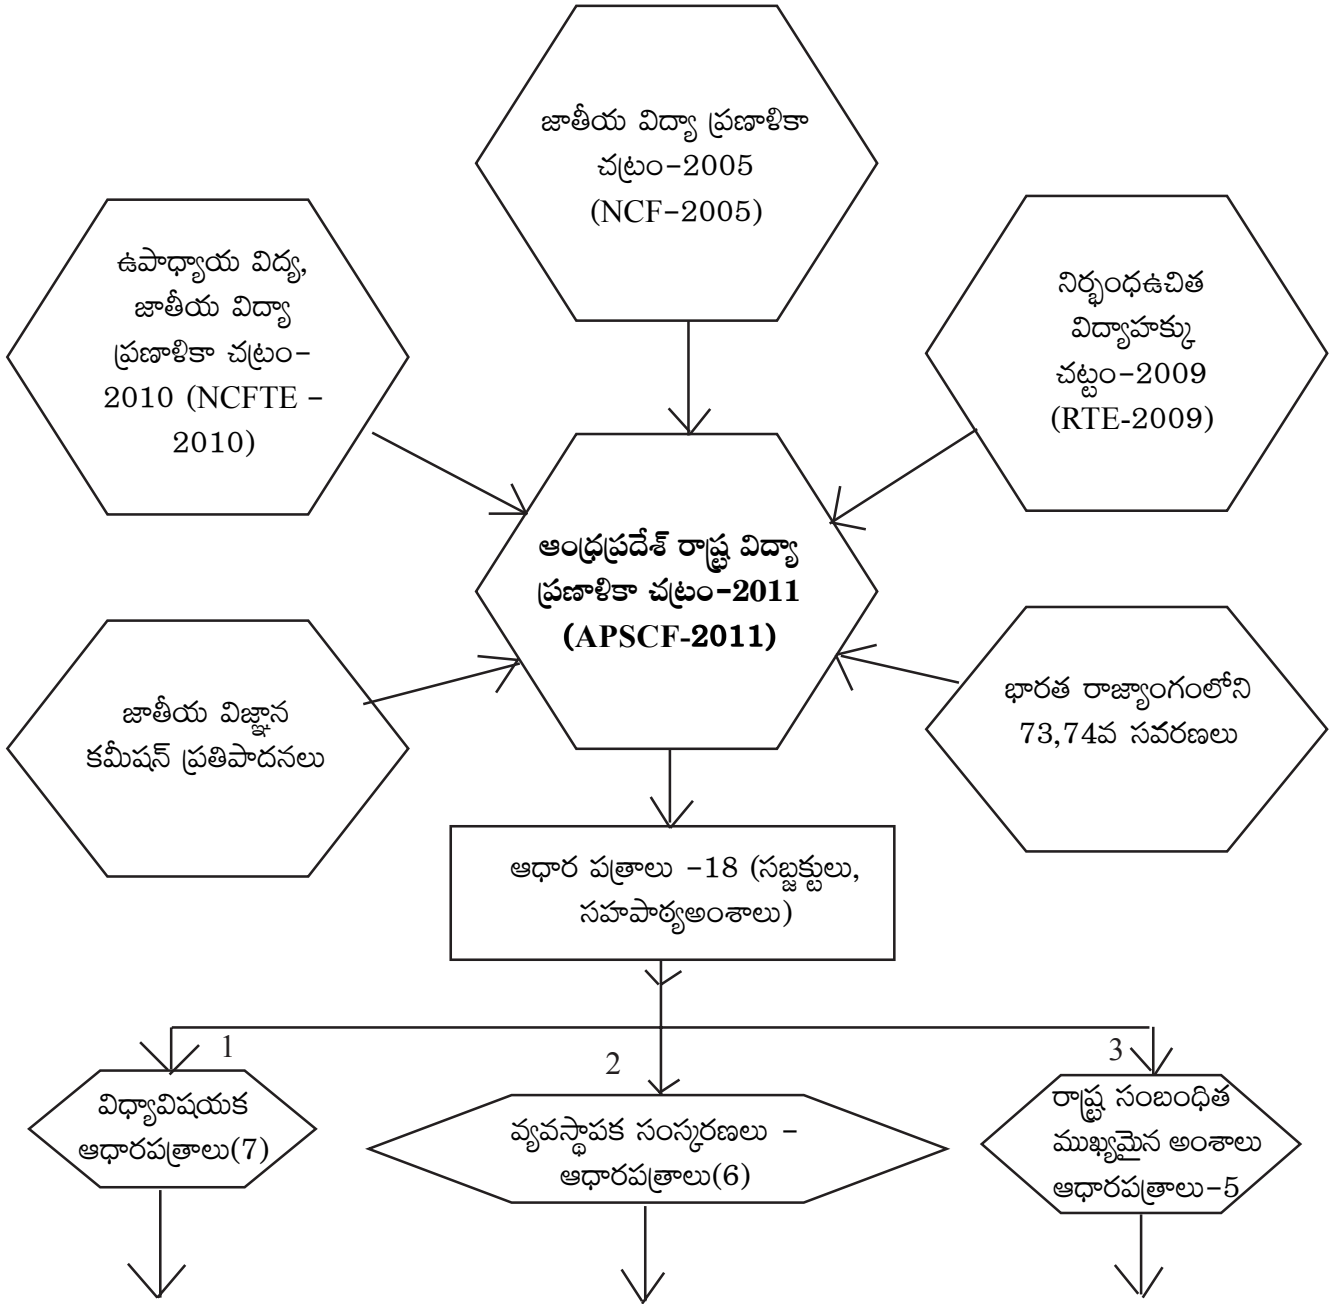 జాతీయ విద్యా ప్రణాళికా
చట్రం-2005
(NCF-2005)
ఉపాధ్యాయ విద్య,
జాతీయ విద్యా
ప్రణాళికా చట్రం-
2010 (NCFTE -
2010)
నిర్భంధఉచిత
విద్యాహక్కు
చట్టం-2009
(RTE-2009)
ఆంధ్రప్రదేశ్ రాష్ట్ర విద్యా
ప్రణాళికా చట్రం-2011
(APSCF-2011)
జాతీయ విజ్ఞాన
కమీషన్ ప్రతిపాదనలు
భారత రాజ్యాంగంలోని
73,74వ సవరణలు
ఆధార పత్రాలు -18 (సబ్జక్టులు,
సహపాఠ్యఅంశాలు)
1
విధ్యావిషయక
ఆధారపత్రాలు(7)
2
వ్యవస్థాపక సంస్కరణలు -
ఆధారపత్రాలు(6)
3
రాష్ట్ర సంబంధిత
ముఖ్యమైన అంశాలు
ఆధారపత్రాలు-5